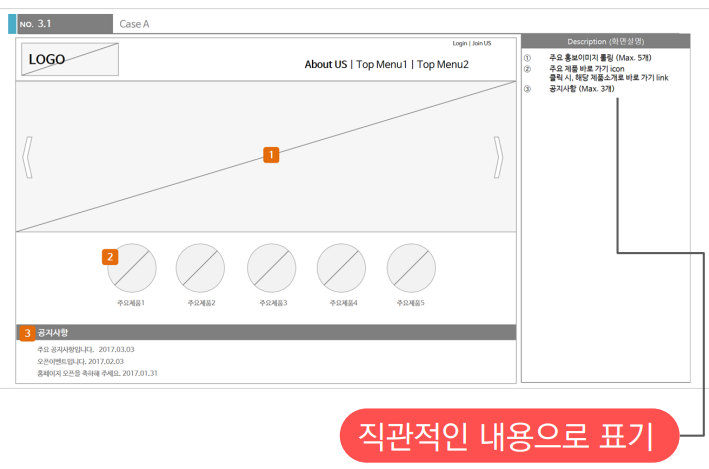 NO. 3.1
Case A
Login | Join US
LOGO
About US | Top Menu1 | Top Menu2
1
2
주요제품1
주요제품2
주요제품3
주요제품4
주요제품5
3 공지사항
주요 공지사항입니다. 2017.03.03
오픈이벤트입니다. 2017.02.03
홈페이지 오픈을 축하해 주세요. 2017.01.31
Description (화면설명)
① 주요 홍보이미지 롤링 (Max. 5개)
② 주요 제품 바로 가기 icon
클릭 시, 해당 제품소개로 바로 가기 link
③ 공지사항 (Max. 3개)
직관적인 내용으로 표기